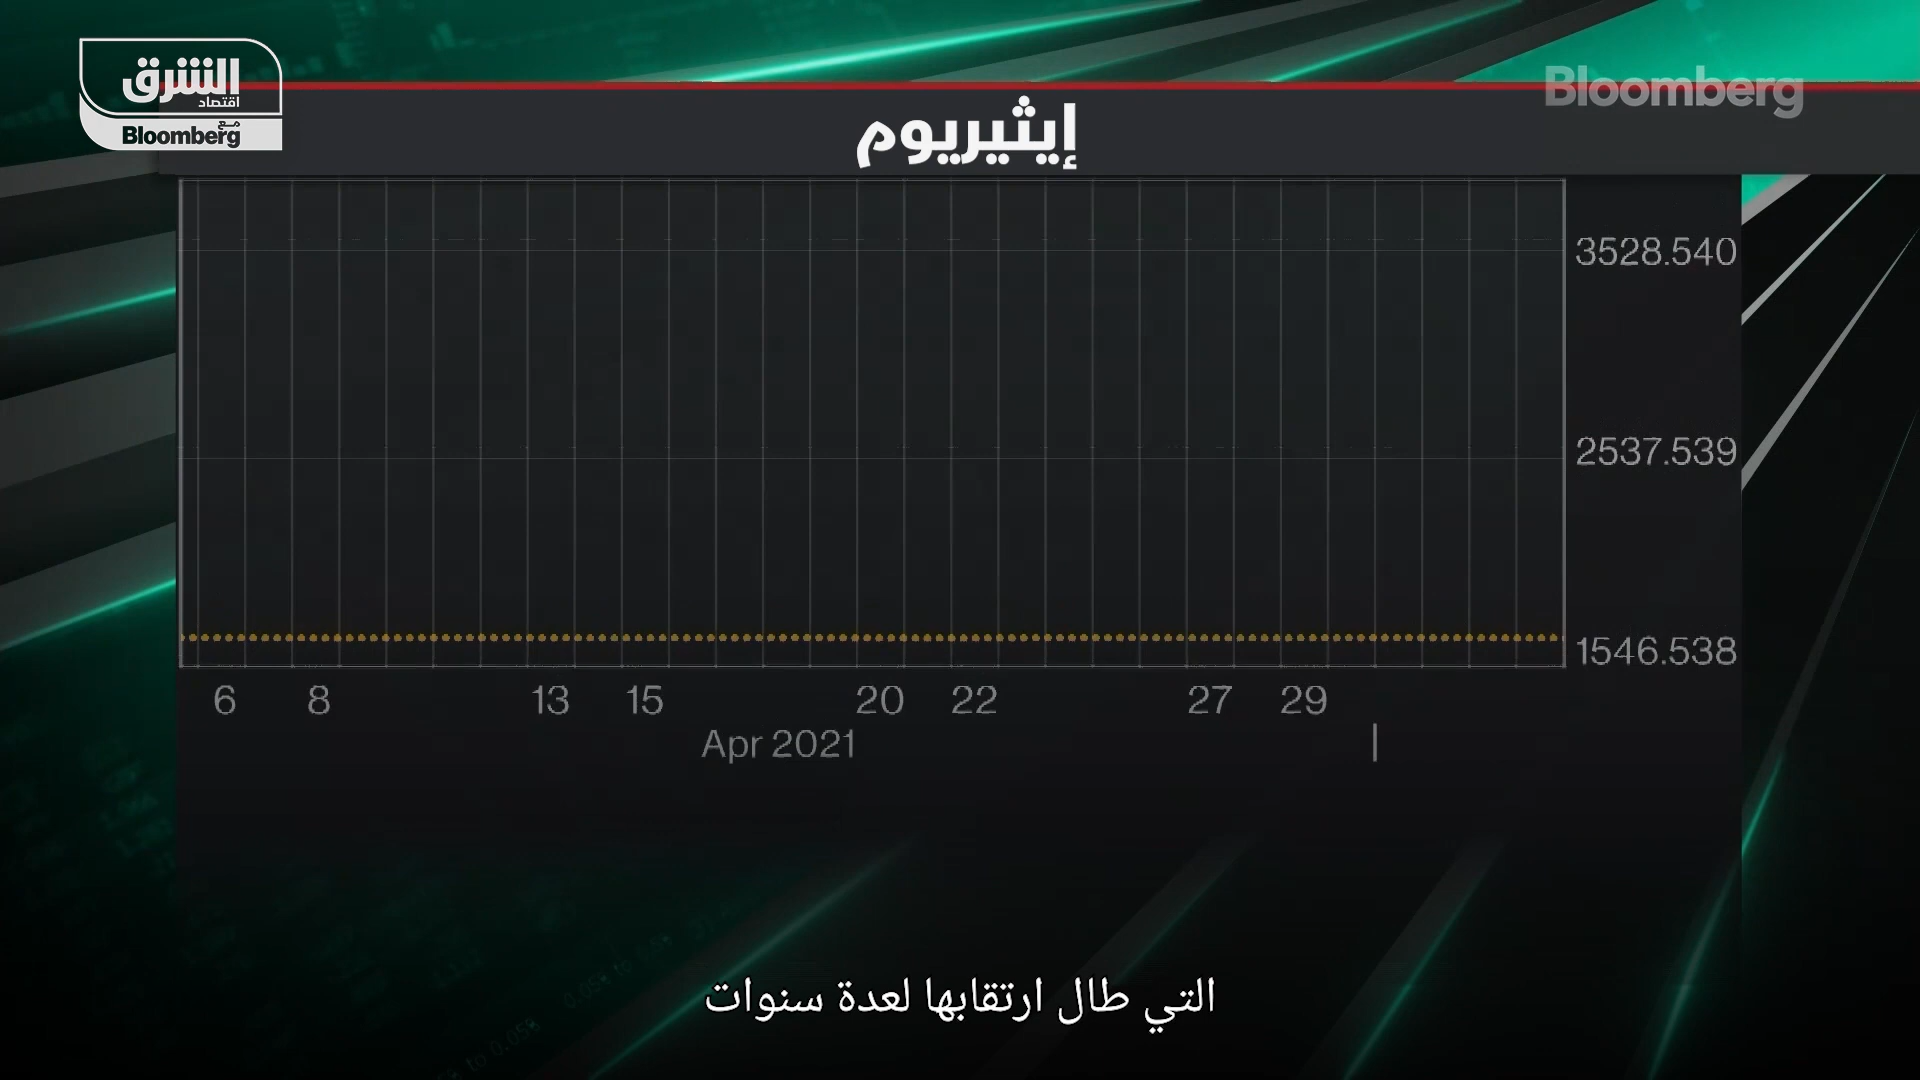 الشرق
اقتصاد
مع
Bloomberg
Bloomberg
إيثيريوم
3528.540
2537.539
1546.538
6 8 13 15 20 22 27 29
Apr 2021
التي طال ارتقابها لعدة سنوات